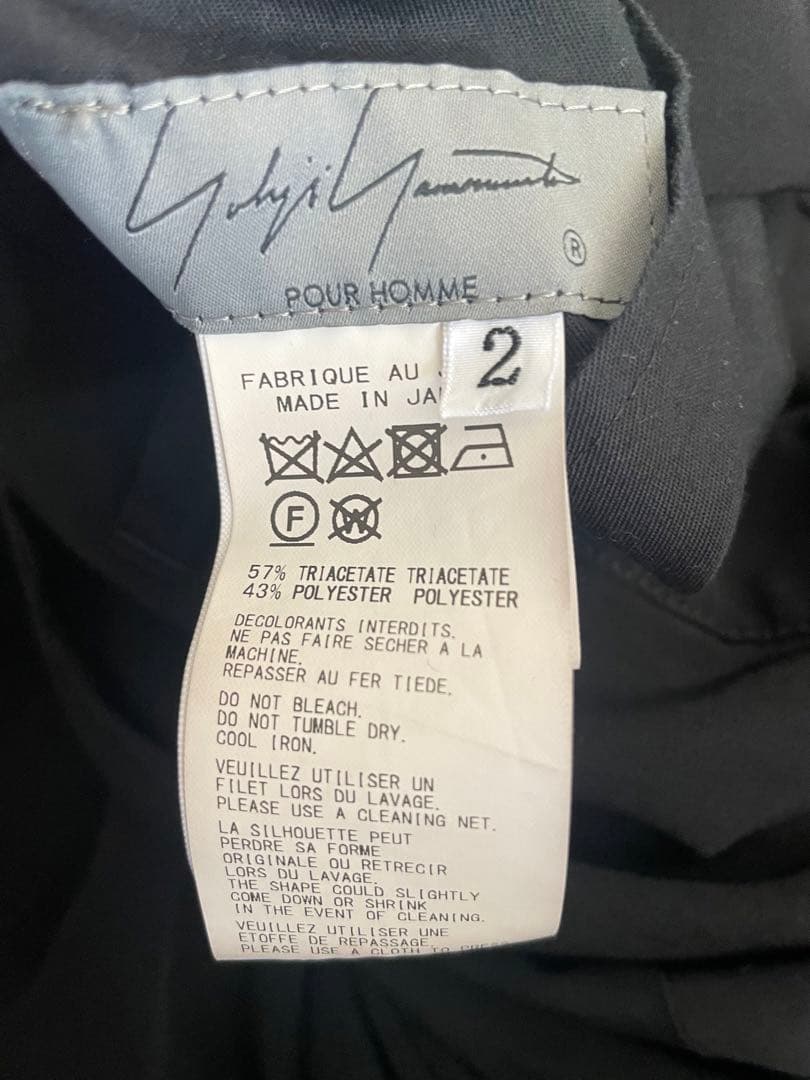 Yohji Yamamoto
®
POUR HOMME
2
FABRIQUE AU
MADE IN JA
F
W
57% TRIACETATE TRIACETATE
43% POLYESTER POLYESTER
DECOLORANTS INTERDITS.
NE PAS FAIRE SECHER A LA
MACHINE.
REPASSER AU FER TIEDE.
DO NOT BLEACH.
DO NOT TUMBLE DRY.
COOL IRON.
VEUILLEZ UTILISER UN
FILET LORS DU LAVAGE.
PLEASE USE A CLEANING NET.
LA SILHOUETTE PEUT
PERDRE SA FORME
ORIGINALE OU RETRECIR
LORS DU LAVAGE.
THE SHAPE COULD SLIGHTLY
COME DOWN OR SHRINK
IN THE EVENT OF CLEANING.
VEUILLEZ UTILISER UNE
ETOFFE DE REPASSAGE.
PLEASE USE A CLOTH TO